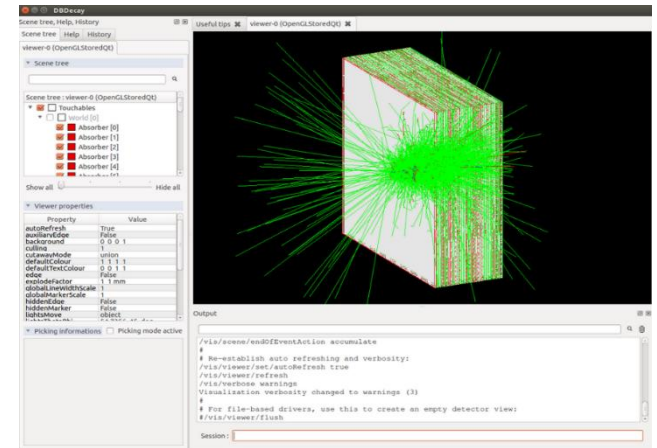 DBDecay
Scene tree, Help, History
Scene tree Help History
viewer-0 (OpenGLStoredQt)
Scene tree
Scene tree : viewer-0 (OpenGLStoredQt)
Touchables
World [0]
Absorber [0]
Absorber [1]
Absorber [2]
Absorber [3]
Absorber [4]
Show all
Hide all
Viewer properties
Property Value
autoRefresh True
auxiliaryEdge False
background 0 0 0 1
culling 1
cutawayMode union
defaultColour 1 1 1 1
defaultTextColour 0 0 1 1
edge False
explodeFactor 1 1 mm
globalLineWidthScale 1
globalMarkerScale 1
hiddenEdge False
hiddenMarker False
lightsMove object
Picking informations Picking mode active
Useful tips viewer-0 (OpenGLStoredQt)
Output
/vis/scene/endOfEventAction accumulate
#
# Re-establish auto refreshing and verbosity:
/vis/viewer/set/autoRefresh true
/vis/viewer/refresh
/vis/verbose warnings
Visualization verbosity changed to warnings (3)
#
# For file-based drivers, use this to create an empty detector view:
#/vis/viewer/flush
Session :